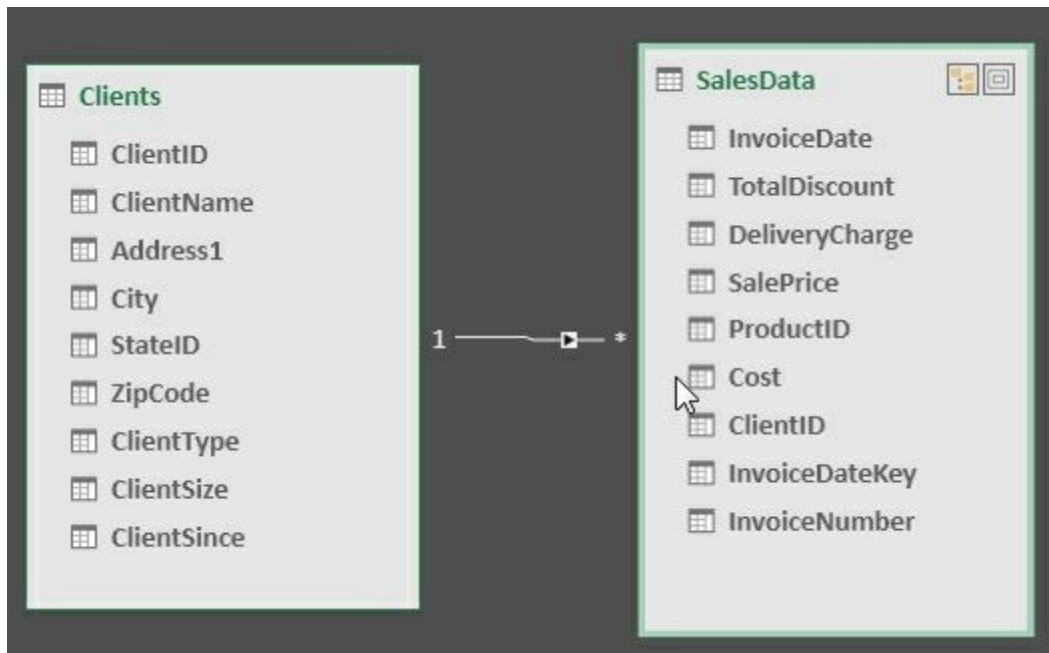 Clients
ClientID
ClientName
Address1
City
StateID
ZipCode
ClientType
ClientSize
ClientSince
1
*
SalesData
InvoiceDate
TotalDiscount
DeliveryCharge
SalePrice
ProductID
Cost
ClientID
InvoiceDateKey
InvoiceNumber